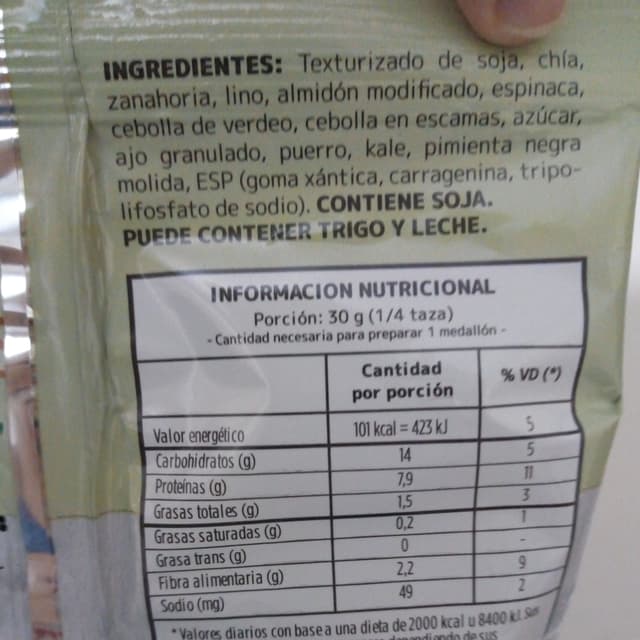 INGREDIENTES: Texturizado de soja, chía,
zanahoria, lino, almidón modificado, espinaca,
cebolla de verdeo, cebolla en escamas, azúcar,
ajo granulado, puerro, kale, pimienta negra
molida, ESP (goma xántica, carragenina, tripo-
lifosfato de sodio). CONTIENE SOJA.
PUEDE CONTENER TRIGO Y LECHE.
INFORMACION NUTRICIONAL
Porción: 30 g (1/4 taza)
- Cantidad necesaria para preparar 1 medallón -
Cantidad por porción % VD (*)
Valor energético 101 kcal = 423 kJ 5
Carbohidratos (g) 14 5
Proteínas (g) 7,9 11
Grasas totales (g) 1,5 3
Grasas saturadas (g) 0,2 1
Grasa trans (g) 0 -
Fibra alimentaria (g) 2,2 9
Sodio (mg) 49 2
*Valores diarios con base a una dieta de 2000 kcal u 8400 kJ. Sus